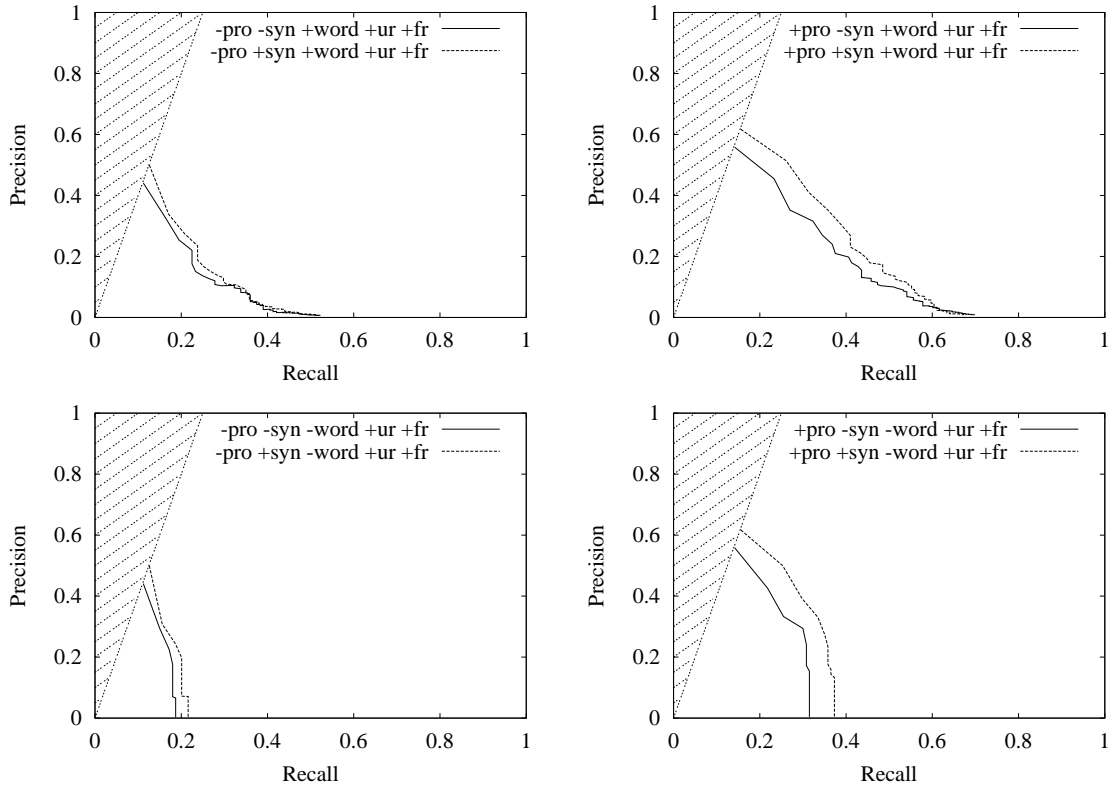 -pro -syn +word +ur +fr
-pro +syn +word +ur +fr
1
0.8
0.6
0.4
0.2
0
Precision
0 0.2 0.4 0.6 0.8 1
Recall
+pro -syn +word +ur +fr
+pro +syn +word +ur +fr
1
0.8
0.6
0.4
0.2
0
Precision
0 0.2 0.4 0.6 0.8 1
Recall
-pro -syn -word +ur +fr
-pro +syn -word +ur +fr
1
0.8
0.6
0.4
0.2
0
Precision
0 0.2 0.4 0.6 0.8 1
Recall
+pro -syn -word +ur +fr
+pro +syn -word +ur +fr
1
0.8
0.6
0.4
0.2
0
Precision
0 0.2 0.4 0.6 0.8 1
Recall